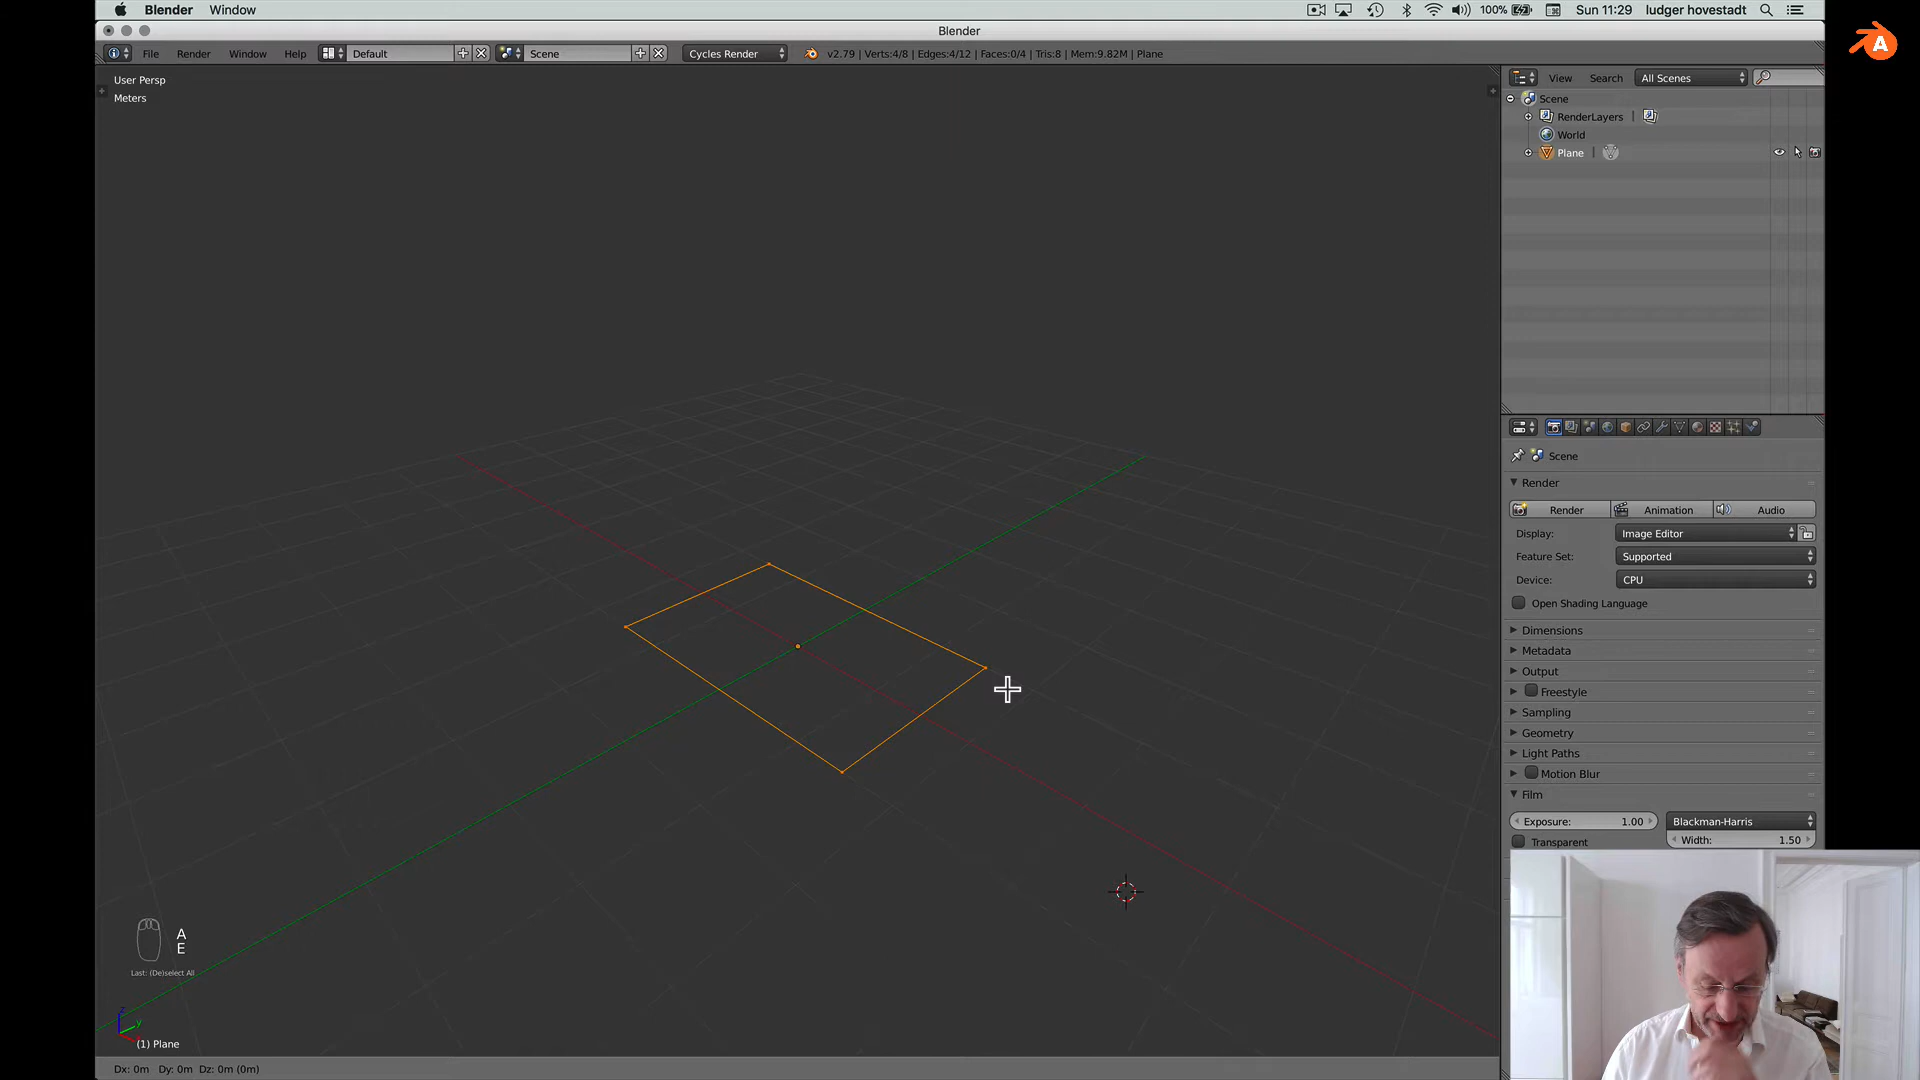 Blender Window 100% Sun 11:29 ludger hovestadt
Blender
File Render Window Help Default Scene Cycles Render v2.79 | Verts:4/8 | Edges:4/12 | Faces:0/4 | Tris:8 | Mem:9.82M | Plane
User Persp
Meters
View Search All Scenes
Scene
RenderLayers
World
Plane
Scene
Render
Render Animation Audio
Display: Image Editor
Feature Set: Supported
Device: CPU
Open Shading Language
Dimensions
Metadata
Output
Freestyle
Sampling
Geometry
Light Paths
Motion Blur
Film
Exposure: 1.00 Blackman-Harris
Transparent Width: 1.50
A
E
Last: (De)select All
z
y
(1) Plane
Dx: 0m Dy: 0m Dz: 0m (0m)
A